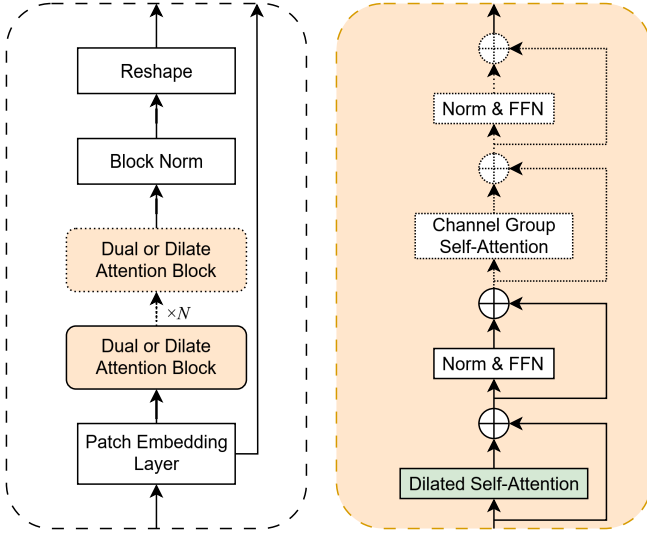 Reshape
Block Norm
Dual or Dilate
Attention Block
×N
Dual or Dilate
Attention Block
Patch Embedding
Layer
Norm & FFN
Channel Group
Self-Attention
Norm & FFN
Dilated Self-Attention